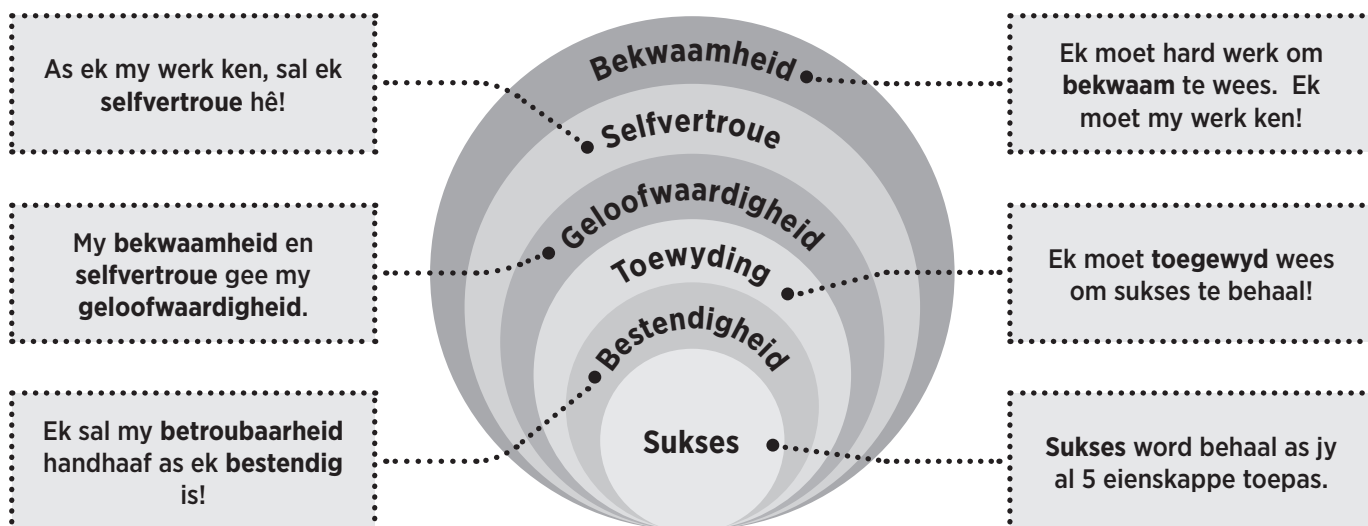 As ek my werk ken, sal ek
selfvertroue hê!
My bekwaamheid en
selfvertroue gee my
geloofwaardigheid.
Ek sal my betroubaarheid
handhaaf as ek bestendig
is!
Bekwaamheid
Selfvertroue
Geloofwaardigheid
Toewyding
Bestendigheid
Sukses
Ek moet hard werk om
bekwaam te wees. Ek
moet my werk ken!
Ek moet toegewyd wees
om sukses te behaal!
Sukses word behaal as jy
al 5 eienskappe toepas.